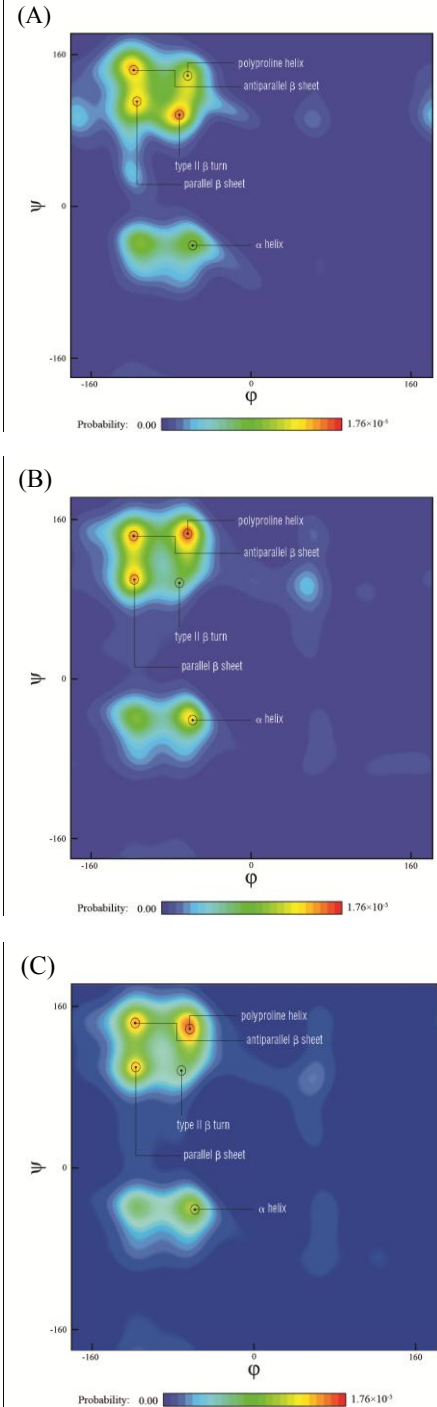 (A)
160
polyproline helix
antiparallel β sheet
type II β turn
parallel β sheet
ψ
0
α helix
-160
-160
0
160
φ
Probability: 0.00 1.76×10⁻⁵
(B)
160
polyproline helix
antiparallel β sheet
type II β turn
parallel β sheet
ψ
0
α helix
-160
-160
0
160
φ
Probability: 0.00 1.76×10⁻⁵
(C)
160
polyproline helix
antiparallel β sheet
type II β turn
parallel β sheet
ψ
0
α helix
-160
-160
0
160
φ
Probability: 0.00 1.76×10⁻⁵